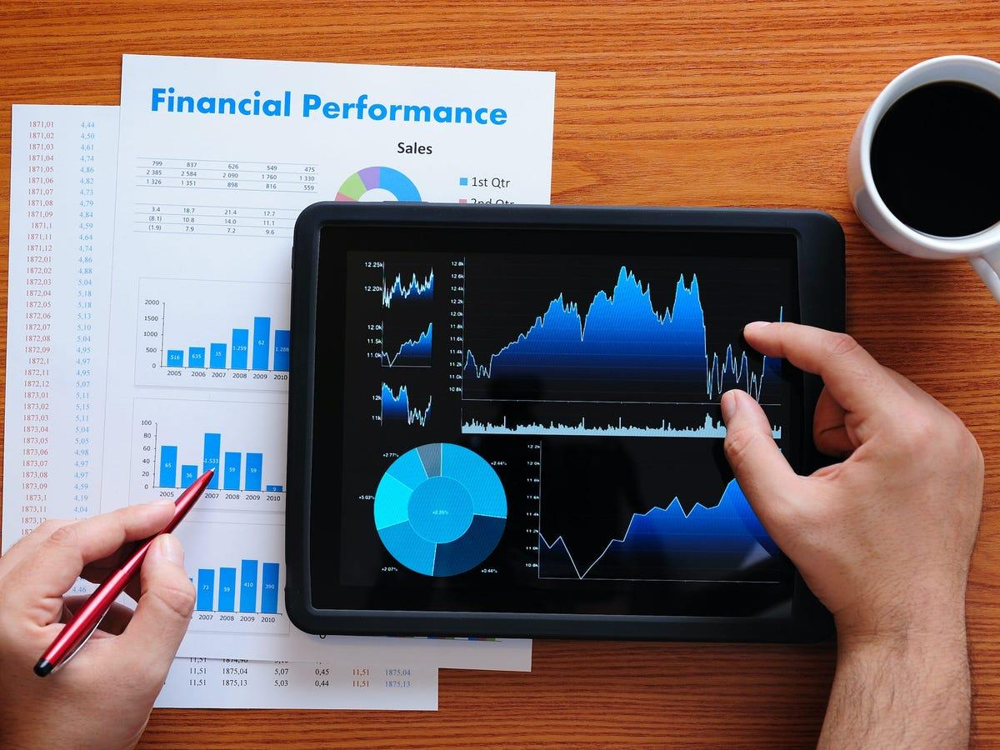 Financial Performance
Sales
1st Qtr
2nd Qtr
799 837 626 549 475
2 385 2 584 2 090 1 760 1 330
1 326 1 351 898 816 559
3.4 18.7 21.4 17.7
(8.1) 10.8 14.0 11.1
(1.9) 7.9 7.2 9.6
1871,01 4,44
1871,02 4,50
1871,03 4,61
1871,04 4,74
1871,05 4,86
1871,06 4,82
1871,07 4,73
1871,08 4,79
1871,09 4,84
1871,1 4,59
1871,11 4,64
1871,12 4,74
1872,01 4,86
1872,02 4,88
1872,03 5,04
1872,04 5,18
1872,05 5,18
1872,06 5,13
1872,07 5,10
1872,08 5,04
1872,09 4,95
1872,1 4,97
1872,11 4,95
1872,12 5,07
1873,01 5,11
1873,02 5,15
1873,03 5,11
1873,04 5,04
1873,05 5,05
1873,06 4,98
1873,07 4,97
1873,08 4,97
1873,09 4,59
1873,1 4,19
1873,11 4,04
4,46
2000
1500
1000
500
0
516 635 35 1.259 62 1.288
2005 2006 2007 2008 2009 2010
100
80
60
40
20
0
65 36 1.533 59 59 9
2005 2007 2008 2009 2010
73 59 410 390
2007 2008 2009 2010
11,51 1875,04 5,07 0,45 11,51 1875,04
11,51 1875,13 5,03 0,44 11,51 1875,13
12.25k
12.20k
12.0k
11.5k
11.0k
12k
11k
12.8k
12.6k
12.4k
12.2k
12.0k
11.8k
11.6k
11.4k
11.2k
11.0k
10.8k
+2.77% +2.44%
+5.03% +2.25%
+2.07% +0.44%
12.2k
11.8k
11.6k
11.4k
11.2k
11.0k
10.8k